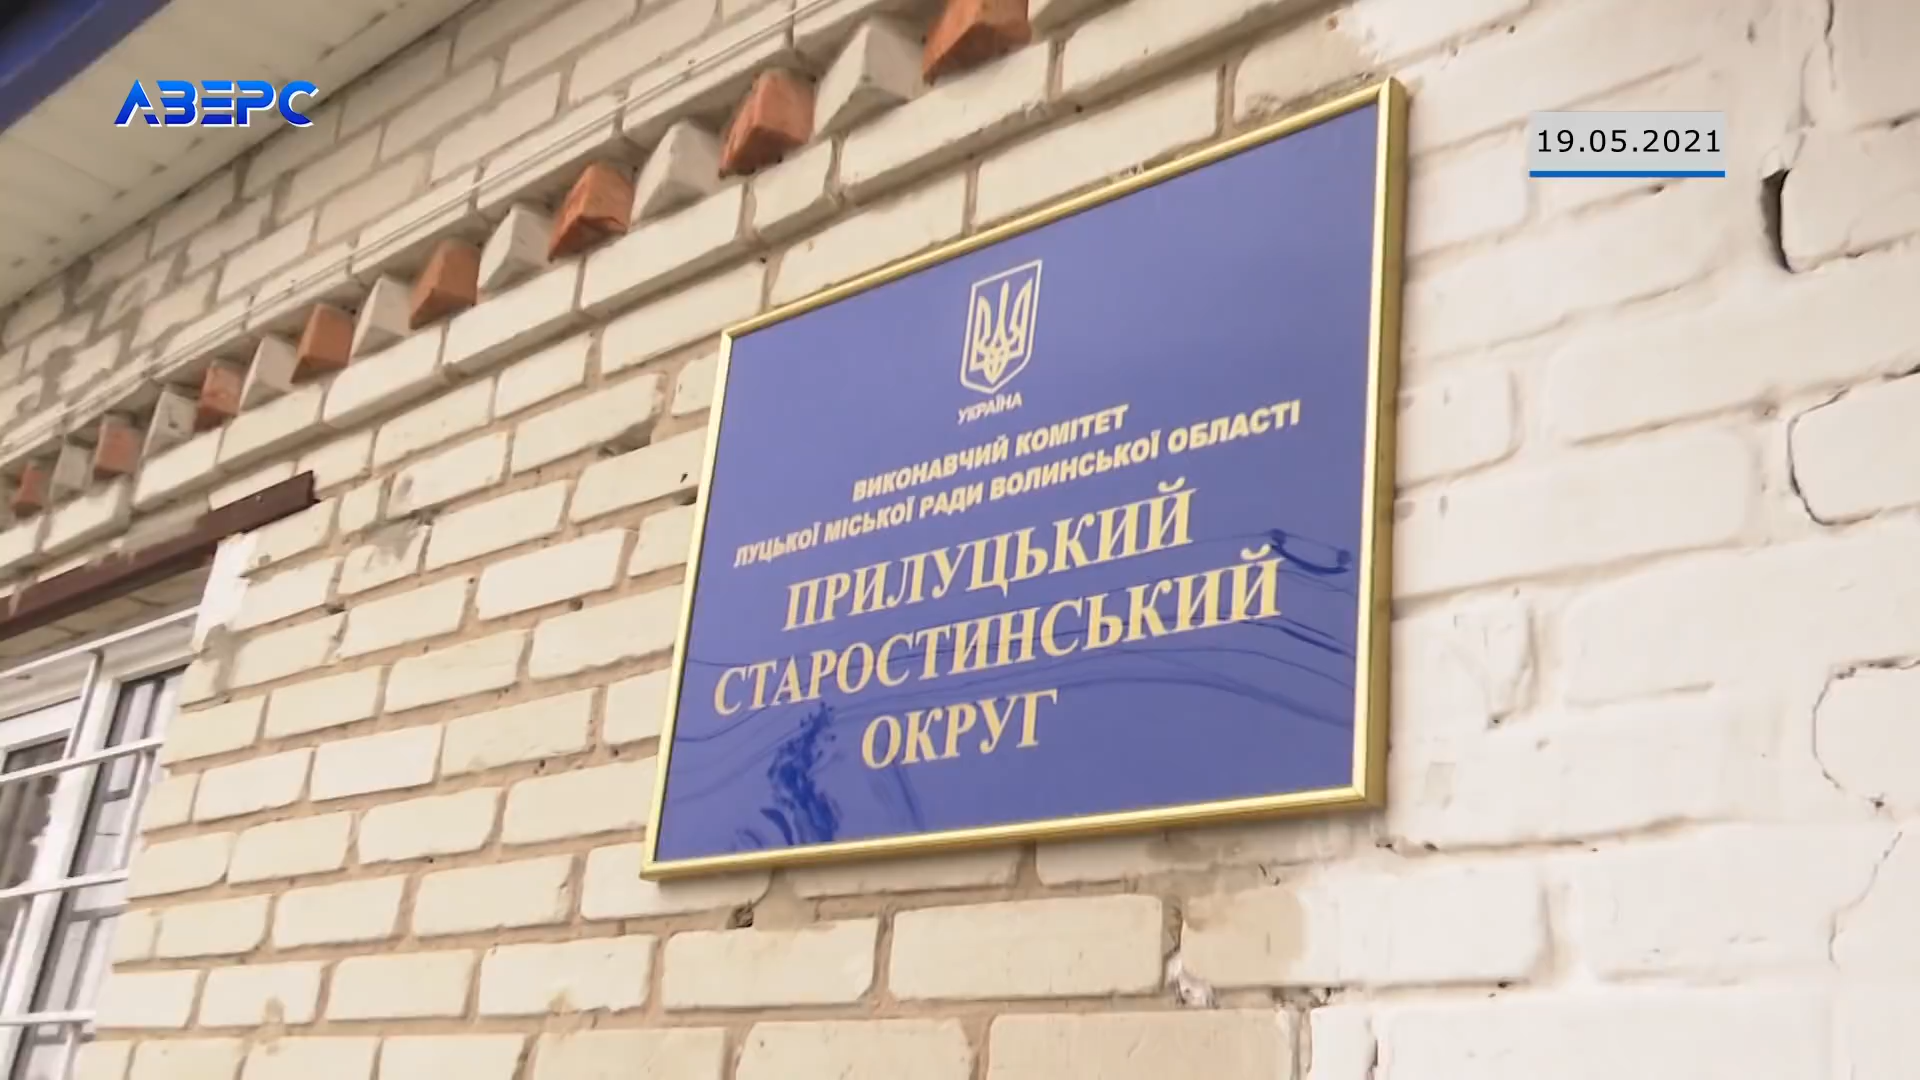 АВЕРС
19.05.2021
УКРАЇНА
ВИКОНАВЧИЙ КОМІТЕТ
ЛУЦЬКОЇ МІСЬКОЇ РАДИ ВОЛИНСЬКОЇ ОБЛАСТІ
ПРИЛУЦЬКИЙ
СТАРОСТИНСЬКИЙ
ОКРУГ